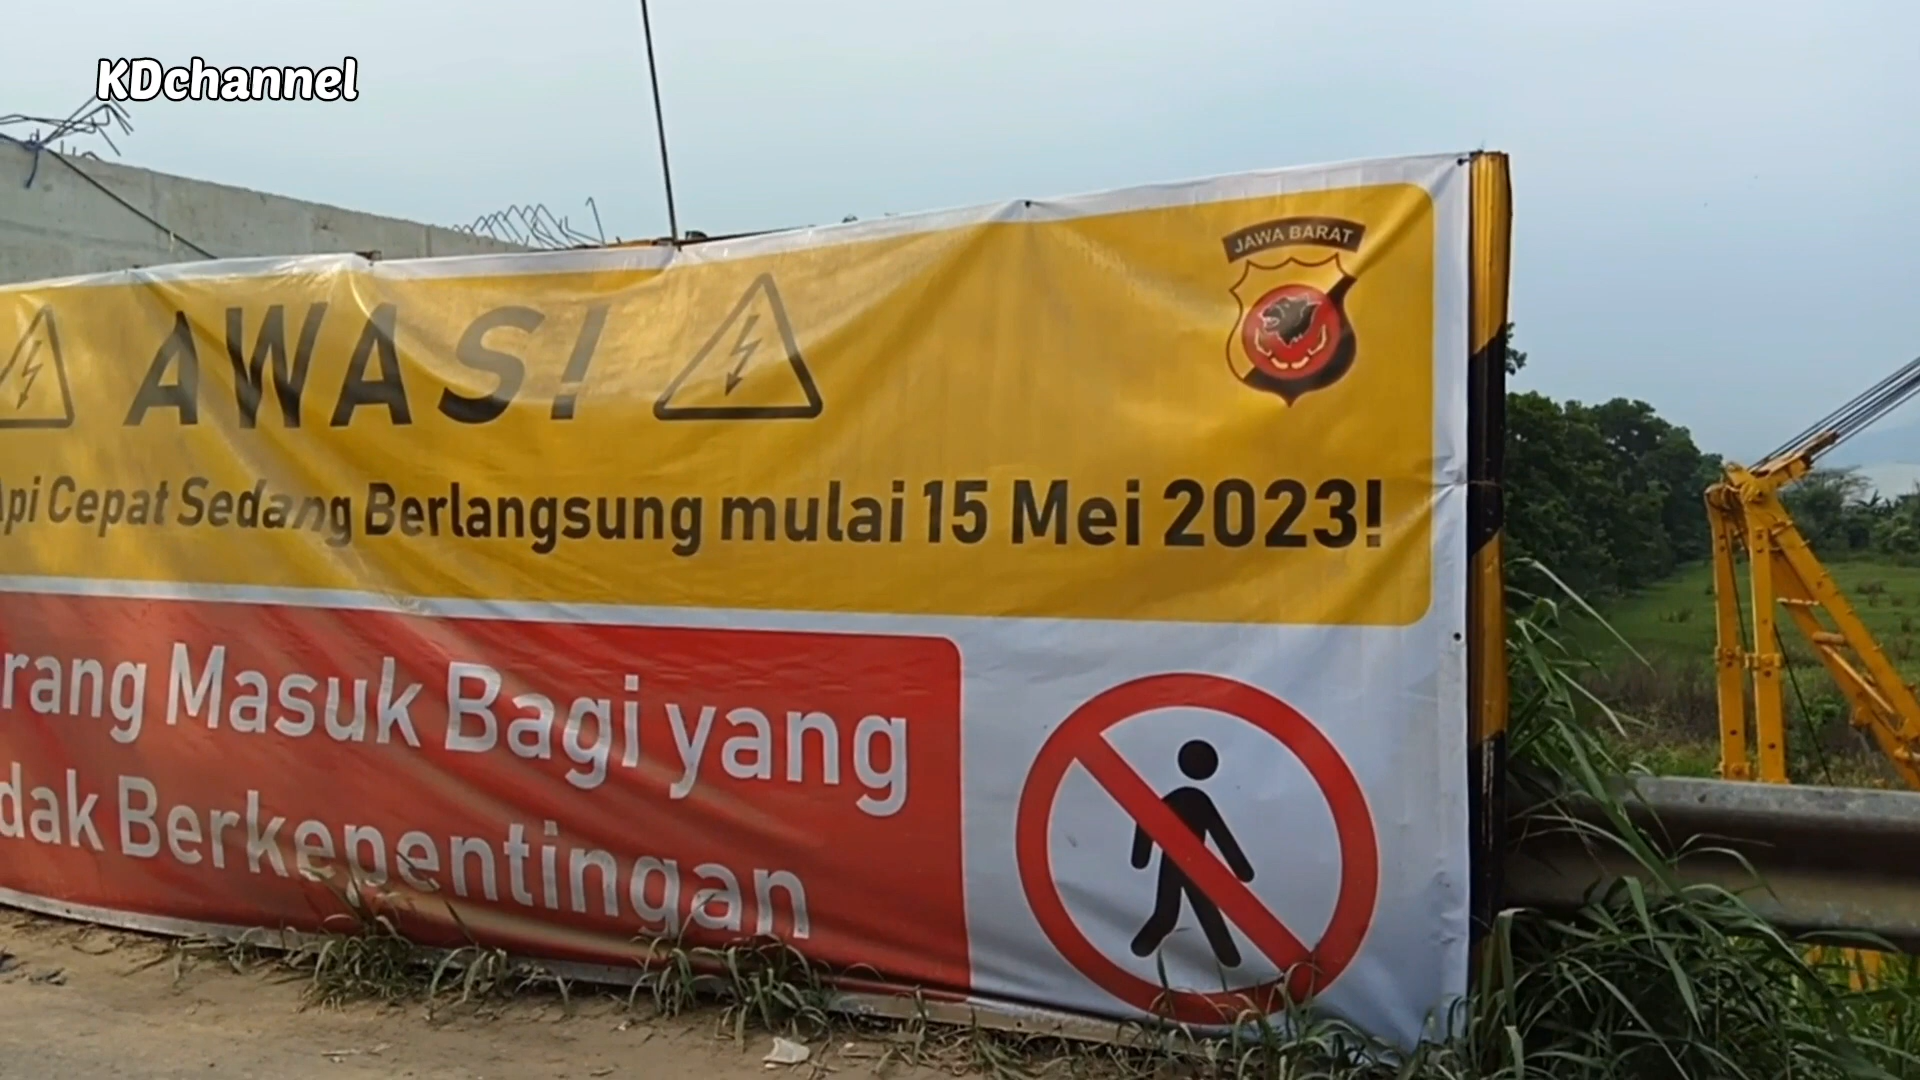 KDchannel
JAWA BARAT
AWAS!
Api Cepat Sedang Berlangsung mulai 15 Mei 2023!
rang Masuk Bagi yang
dak Berkepentingan